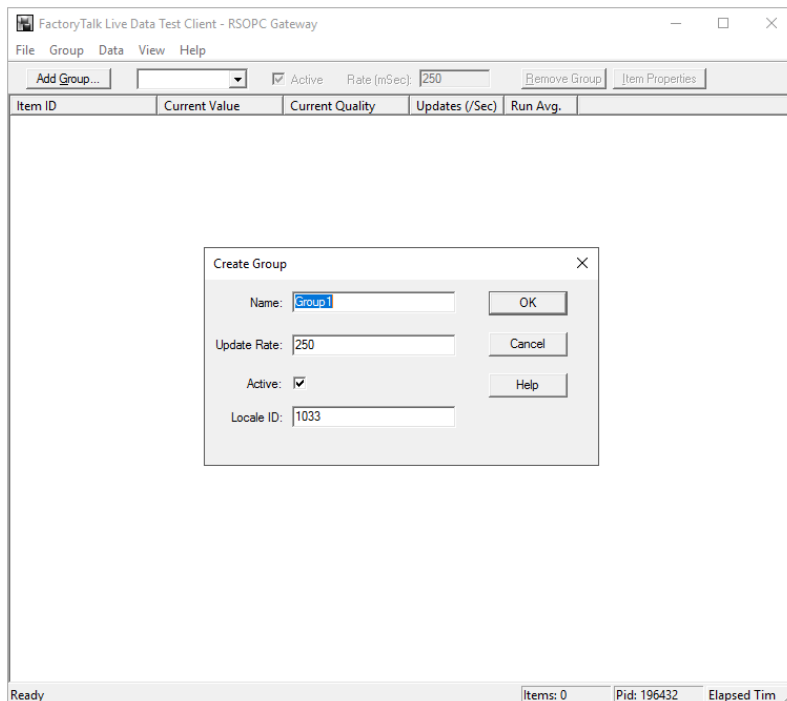 FactoryTalk Live Data Test Client - RSOPC Gateway
File Group Data View Help
Add Group... Active Rate (mSec): 250 Remove Group Item Properties
Item ID Current Value Current Quality Updates (/Sec) Run Avg.
Create Group
Name: Group1 OK
Update Rate: 250 Cancel
Active: Help
Locale ID: 1033
Ready Items: 0 Pid: 196432 Elapsed Tim